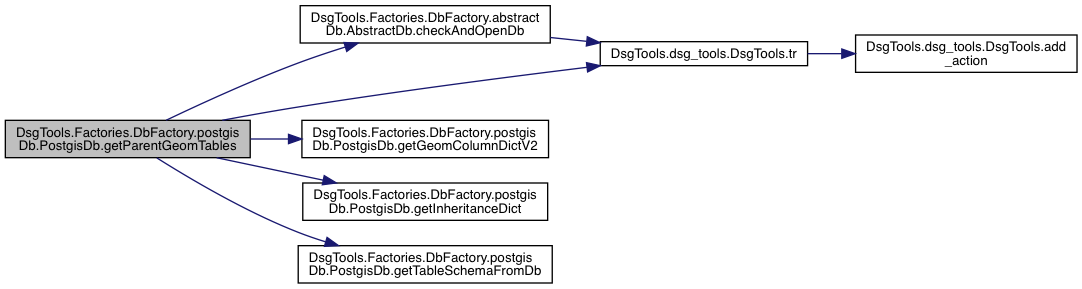 DsgTools.Factories.DbFactory.postgis
Db.PostgisDb.getParentGeomTables
DsgTools.Factories.DbFactory.abstract
Db.AbstractDb.checkAndOpenDb
DsgTools.dsg_tools.DsgTools.tr
DsgTools.dsg_tools.DsgTools.add
_action
DsgTools.Factories.DbFactory.postgis
Db.PostgisDb.getGeomColumnDictV2
DsgTools.Factories.DbFactory.postgis
Db.PostgisDb.getInheritanceDict
DsgTools.Factories.DbFactory.postgis
Db.PostgisDb.getTableSchemaFromDb